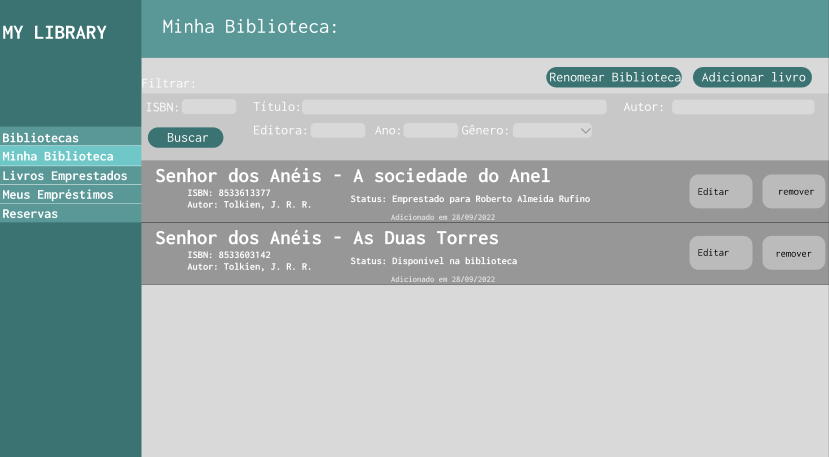 MY LIBRARY
Minha Biblioteca:
Renomear Biblioteca
Adicionar livro
Filtrar:
ISBN:
Título:
Autor:
Buscar
Editora:
Ano:
Gênero:
Bibliotecas
Minha Biblioteca
Livros Emprestados
Meus Empréstimos
Reservas
Senhor dos Anéis - A sociedade do Anel
ISBN: 8533613377
Autor: Tolkien, J. R. R.
Status: Emprestado para Roberto Almeida Rufino
Adicionado em 28/09/2022
Editar
remover
Senhor dos Anéis - As Duas Torres
ISBN: 8533603142
Autor: Tolkien, J. R. R.
Status: Disponível na biblioteca
Adicionado em 28/09/2022
Editar
remover